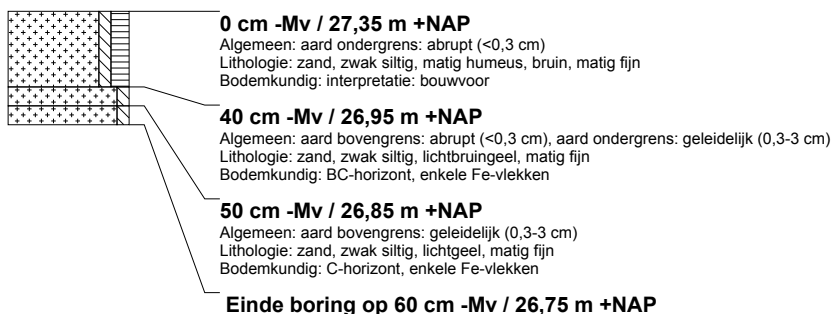 0 cm -Mv / 27,35 m +NAP
Algemeen: aard ondergrens: abrupt (<0,3 cm)
Lithologie: zand, zwak siltig, matig humeus, bruin, matig fijn
Bodemkundig: interpretatie: bouwvoor
40 cm -Mv / 26,95 m +NAP
Algemeen: aard bovengrens: abrupt (<0,3 cm), aard ondergrens: geleidelijk (0,3-3 cm)
Lithologie: zand, zwak siltig, lichtbruingeel, matig fijn
Bodemkundig: BC-horizont, enkele Fe-vlekken
50 cm -Mv / 26,85 m +NAP
Algemeen: aard bovengrens: geleidelijk (0,3-3 cm)
Lithologie: zand, zwak siltig, lichtgeel, matig fijn
Bodemkundig: C-horizont, enkele Fe-vlekken
Einde boring op 60 cm -Mv / 26,75 m +NAP